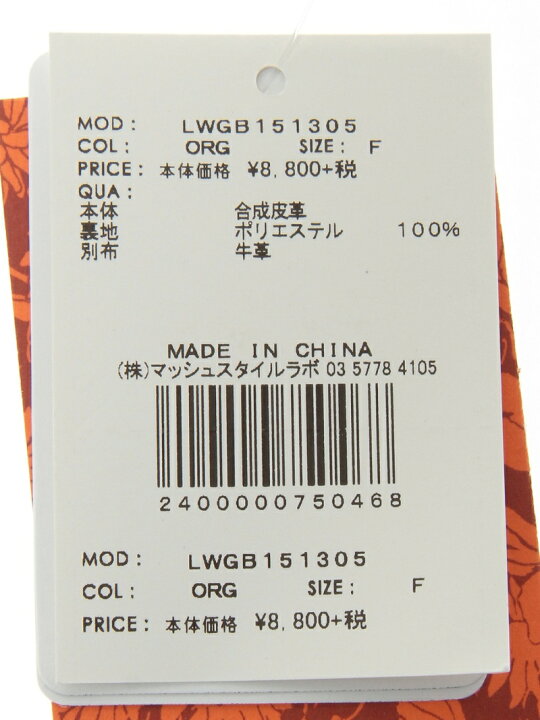 MOD: LWGB151305
COL: ORG SIZE: F
PRICE: 本体価格 ¥8,800+税
QUA:
本体 合成皮革
裏地 ポリエステル 100%
別布 牛革
MADE IN CHINA
(株)マッシュスタイルラボ 03 5778 4105
2400000750468
MOD: LWGB151305
COL: ORG SIZE: F
PRICE: 本体価格 ¥8,800+税